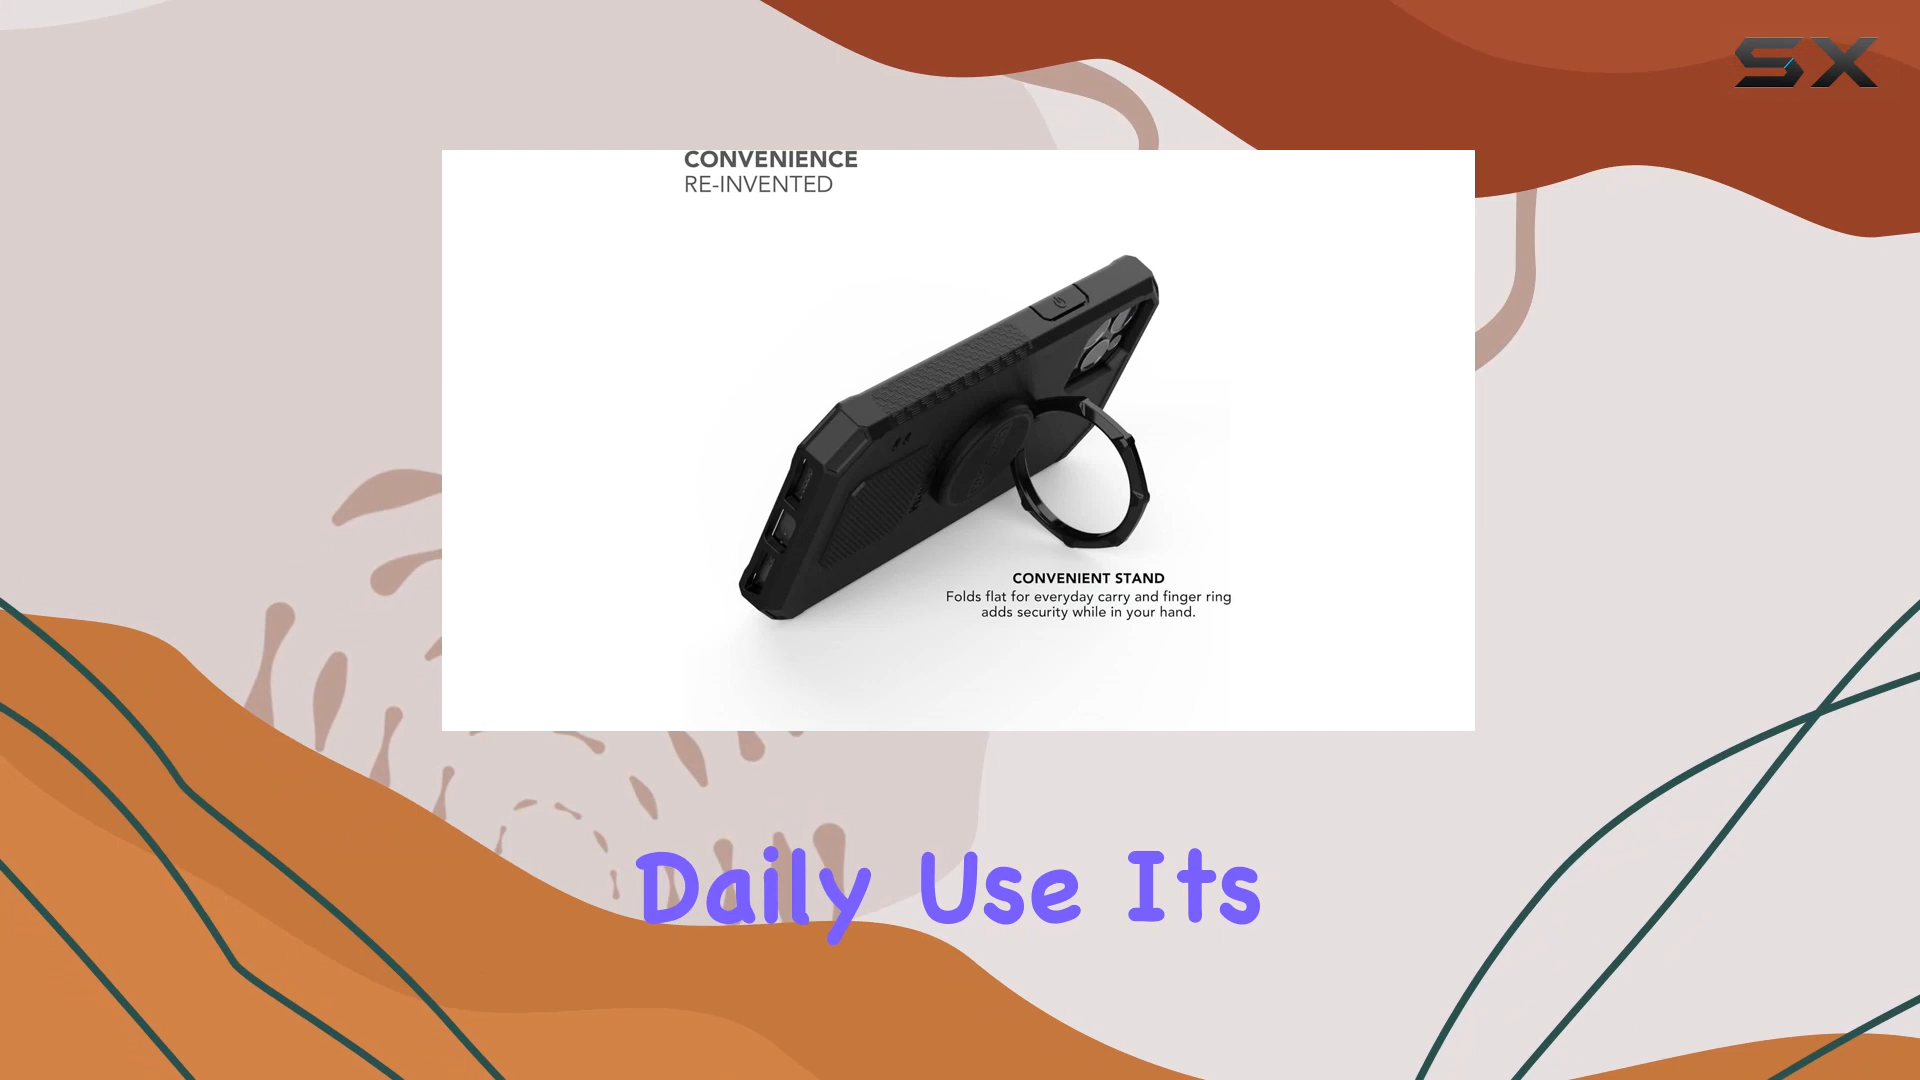 SX
CONVENIENCE
RE-INVENTED
CONVENIENT STAND
Folds flat for everyday carry and finger ring
adds security while in your hand.
Daily Use Its